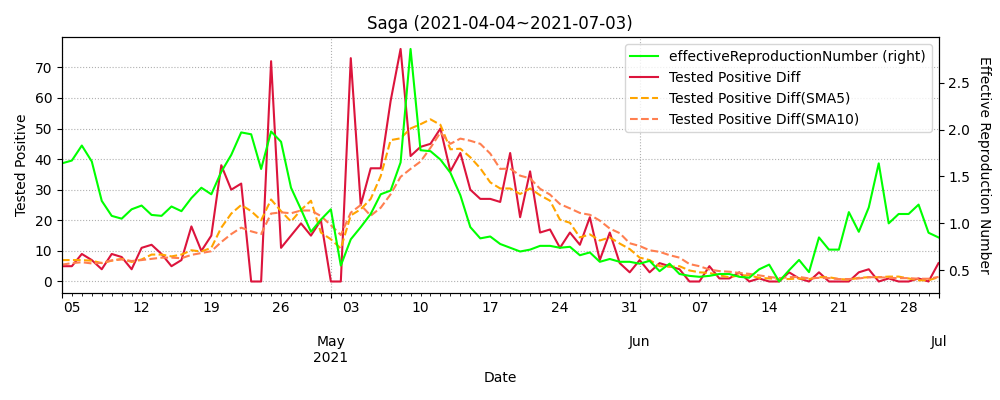 Saga (2021-04-04~2021-07-03)
effectiveReproductionNumber (right)
Tested Positive Diff
Tested Positive Diff(SMA5)
Tested Positive Diff(SMA10)
Tested Positive
70
60
50
40
30
20
10
0
2.5
2.0
1.5
1.0
0.5
Effective Reproduction Number
05 12 19 26 03 10 17 24 31 07 14 21 28
May Jun Jul
2021
Date